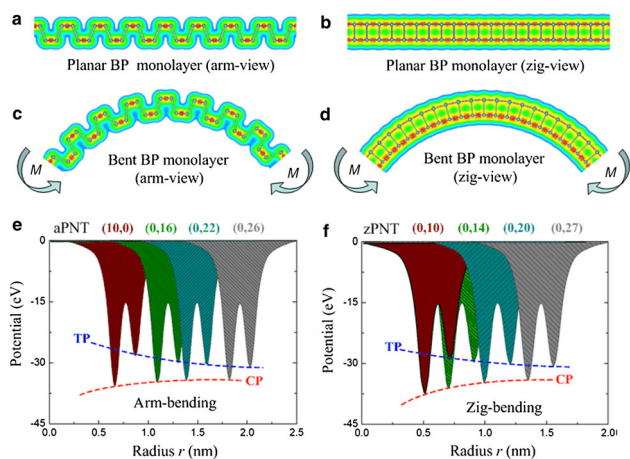 a
b
Planar BP monolayer (arm-view)
Planar BP monolayer (zig-view)
c
d
M
Bent BP monolayer
(arm-view)
M
M
Bent BP monolayer
(zig-view)
M
e
aPNT (10,0) (0,16) (0,22) (0,26)
0
-15
-30
-45
Potential (eV)
TP
CP
Arm-bending
0.0 0.5 1.0 1.5 2.0 2.5
Radius r (nm)
f
zPNT (0,10) (0,14) (0,20) (0,27)
0
-15
-30
-45
Potential (eV)
TP
CP
Zig-bending
0.0 0.5 1.0 1.5 2.0
Radius r (nm)